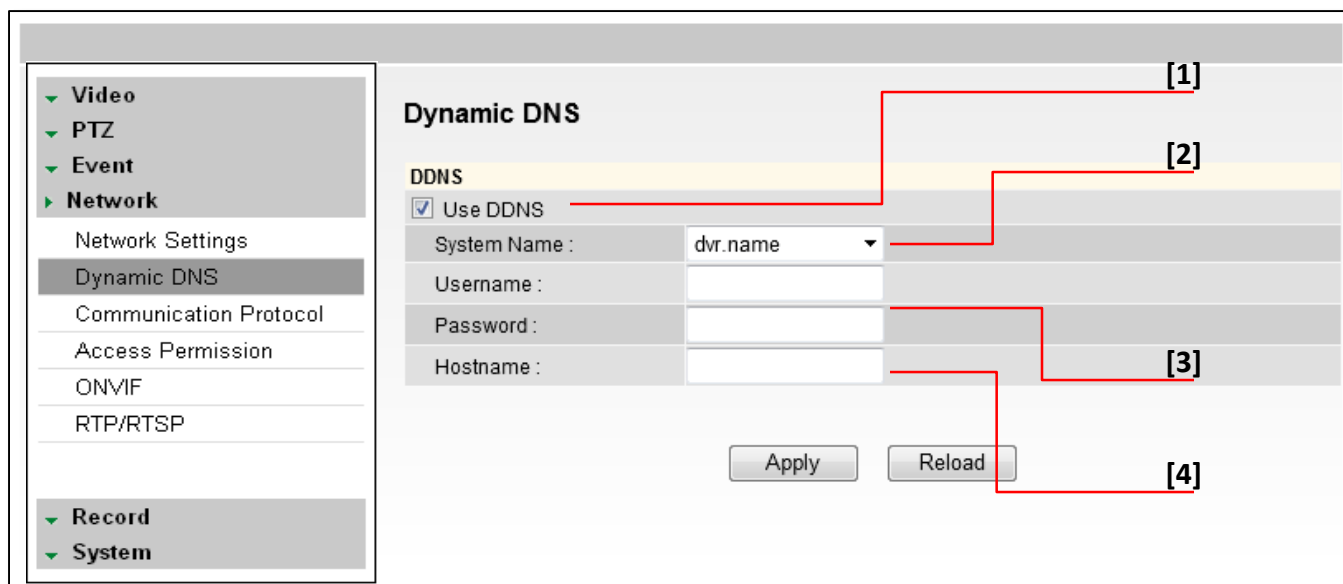 Video
PTZ
Event
Network
Network Settings
Dynamic DNS
Communication Protocol
Access Permission
ONVIF
RTP/RTSP
Record
System
Dynamic DNS
DDNS
Use DDNS
System Name : dvr.name
Username :
Password :
Hostname :
Apply Reload
[1]
[2]
[3]
[4]